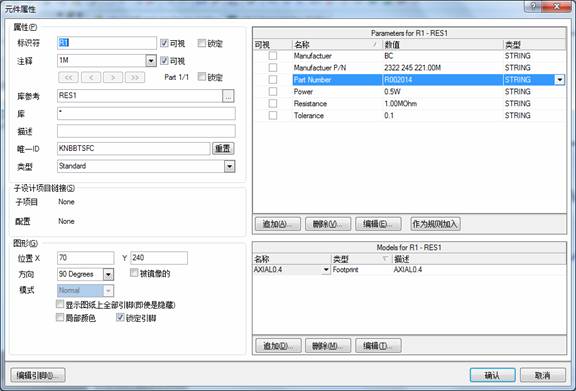 元件属性
属性(P)
标识符 R1 可视 锁定
注释 1M 可视
<< < > >> Part 1/1 锁定
库参考 RES1 ...
库 *
描述
唯一ID KNBBTSFC 重置
类型 Standard
子设计项目链接(S)
子项目 None
配置 None
图形(G)
位置 X 70 Y 240
方向 90 Degrees 被镜像的
模式 Normal
显示图纸上全部引脚(即使是隐藏)
局部颜色 锁定引脚
编辑引脚(I)...
Parameters for R1 - RES1
可视 名称 数值 类型
Manufactuer BC STRING
Manufactuer P/N 2322 245 221.00M STRING
Part Number R002014 STRING
Power 0.5W STRING
Resistance 1.00MOhm STRING
Tolerance 0.1 STRING
追加(A)... 删除(V)... 编辑(E)... 作为规则加入
Models for R1 - RES1
名称 类型 描述
AXIAL0.4 Footprint AXIAL0.4
追加(D)... 删除(M)... 编辑(T)...
确认 取消